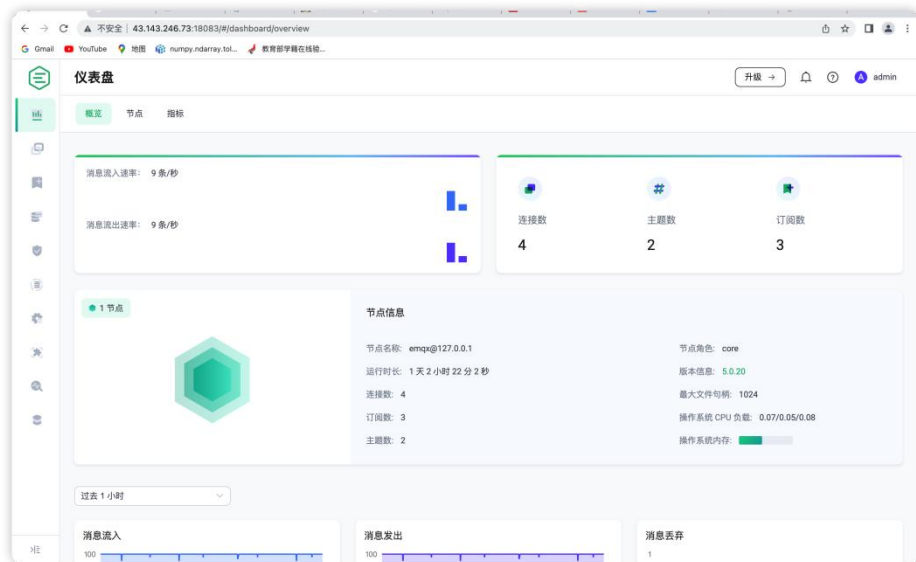 不安全 | 43.143.246.73:18083/#/dashboard/overview
Gmail YouTube 地图 numpy.ndarray.tol... 教育部学籍在线验...
仪表盘 升级 → admin
概览 节点 指标
消息流入速率: 9 条/秒
消息流出速率: 9 条/秒
连接数 主题数 订阅数
4 2 3
1 节点
节点信息
节点名称: emqx@127.0.0.1 节点角色: core
运行时长: 1 天 2 小时 22 分 2 秒 版本信息: 5.0.20
连接数: 4 最大文件句柄: 1024
订阅数: 3 操作系统 CPU 负载: 0.07/0.05/0.08
主题数: 2 操作系统内存:
过去 1 小时
消息流入 消息发出 消息丢弃
100 100 1